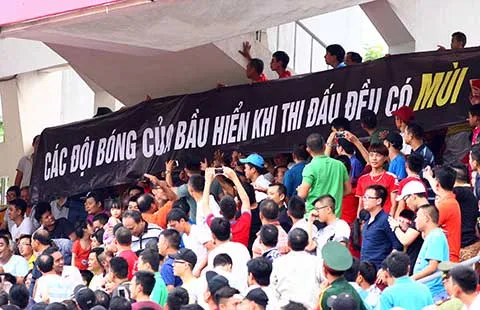 CÁC ĐỘI BÓNG CỦA BẦU HIỂN KHI THI ĐẤU ĐỀU CÓ MÙI